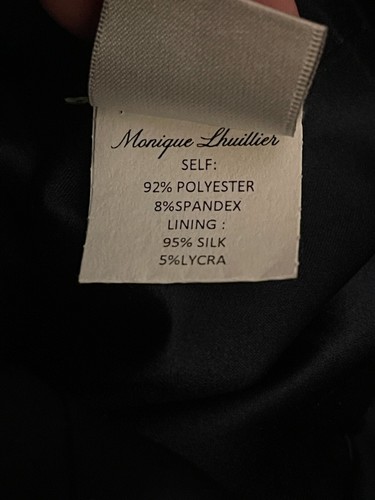 Monique Lhuillier
SELF:
92% POLYESTER
8%SPANDEX
LINING :
95% SILK
5%LYCRA